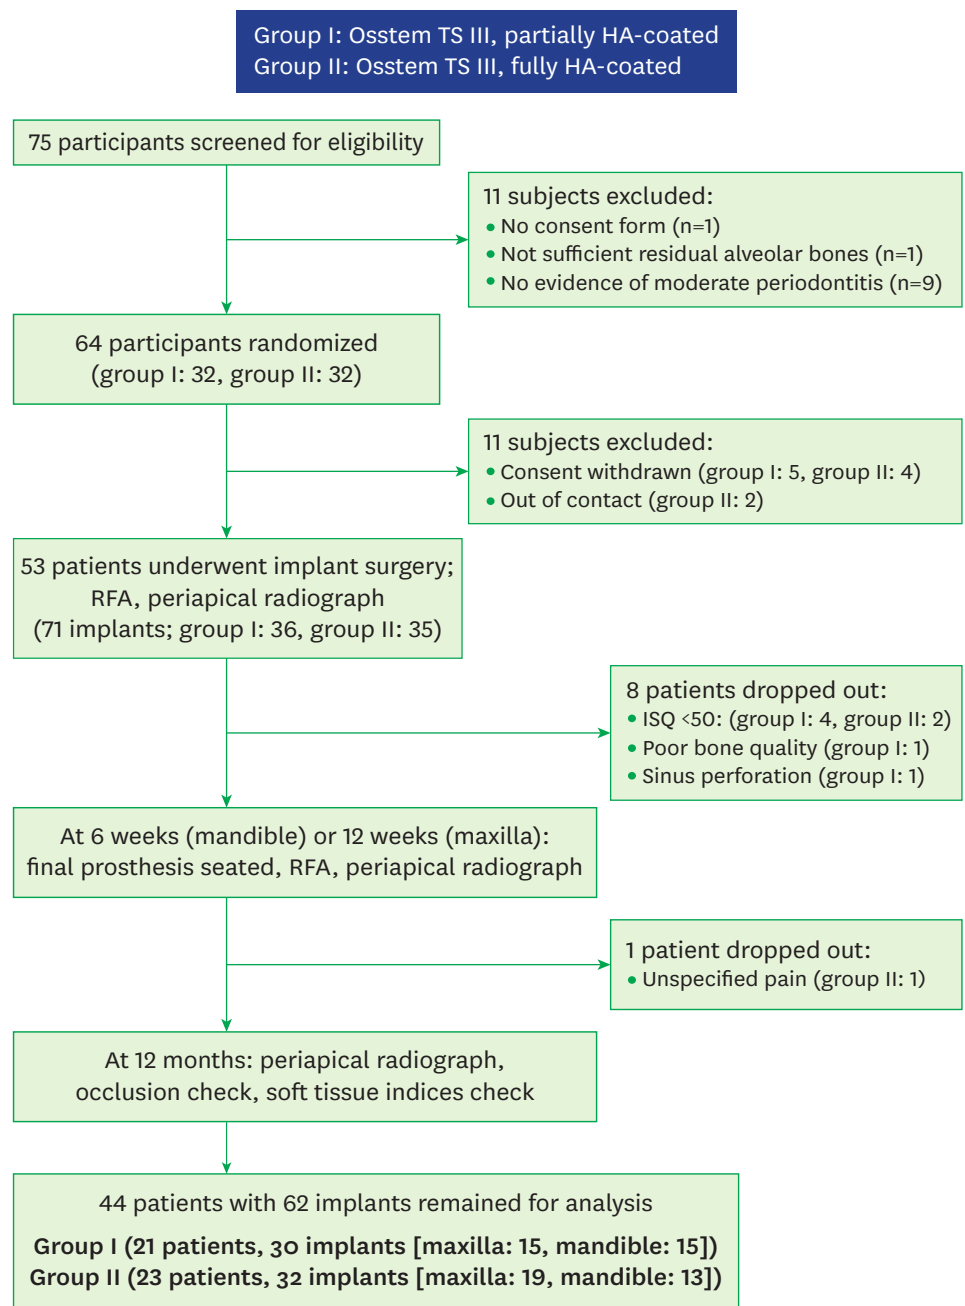 Group I: Osstem TS III, partially HA-coated
Group II: Osstem TS III, fully HA-coated
75 participants screened for eligibility
11 subjects excluded:
• No consent form (n=1)
• Not sufficient residual alveolar bones (n=1)
• No evidence of moderate periodontitis (n=9)
64 participants randomized
(group I: 32, group II: 32)
11 subjects excluded:
• Consent withdrawn (group I: 5, group II: 4)
• Out of contact (group II: 2)
53 patients underwent implant surgery;
RFA, periapical radiograph
(71 implants; group I: 36, group II: 35)
8 patients dropped out:
• ISQ <50: (group I: 4, group II: 2)
• Poor bone quality (group I: 1)
• Sinus perforation (group I: 1)
At 6 weeks (mandible) or 12 weeks (maxilla):
final prosthesis seated, RFA, periapical radiograph
1 patient dropped out:
• Unspecified pain (group II: 1)
At 12 months: periapical radiograph,
occlusion check, soft tissue indices check
44 patients with 62 implants remained for analysis
Group I (21 patients, 30 implants [maxilla: 15, mandible: 15])
Group II (23 patients, 32 implants [maxilla: 19, mandible: 13])